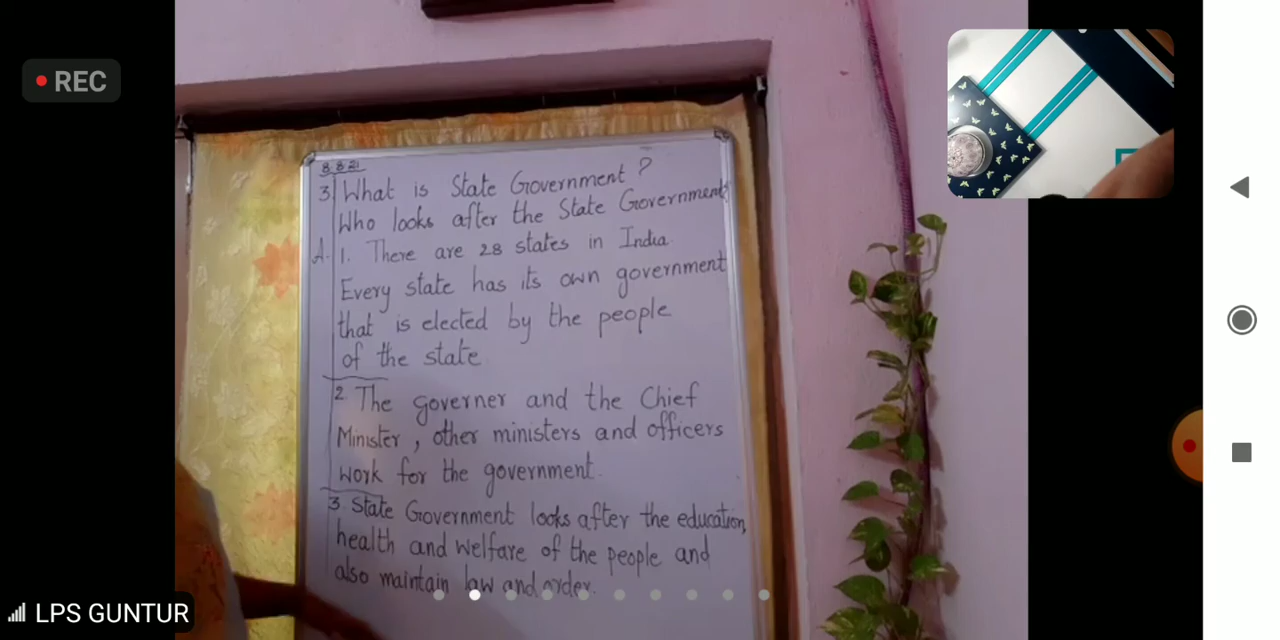 REC
8.8.21
3. What is State Government?
Who looks after the State Government?
A. 1. There are 28 states in India.
Every state has its own government
that is elected by the people
of the state.
2. The governer and the Chief
Minister, other ministers and officers
work for the government.
3. State Government looks after the education,
health and welfare of the people and
also maintain law and order.
LPS GUNTUR